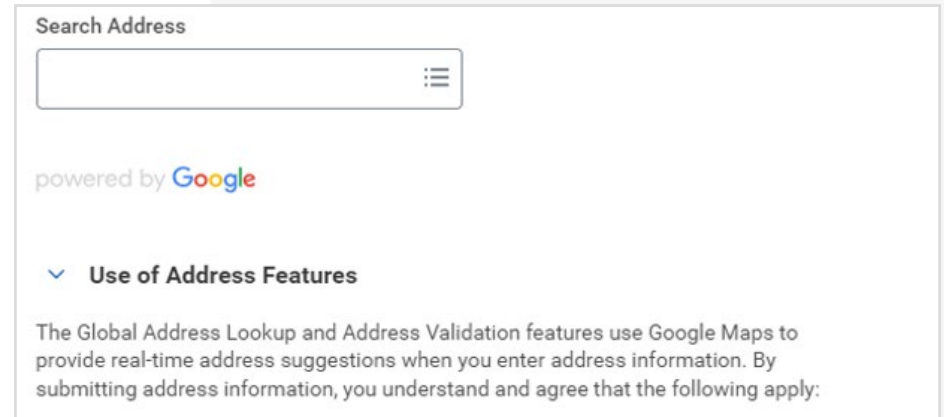 Search Address
powered by Google
Use of Address Features
The Global Address Lookup and Address Validation features use Google Maps to
provide real-time address suggestions when you enter address information. By
submitting address information, you understand and agree that the following apply: